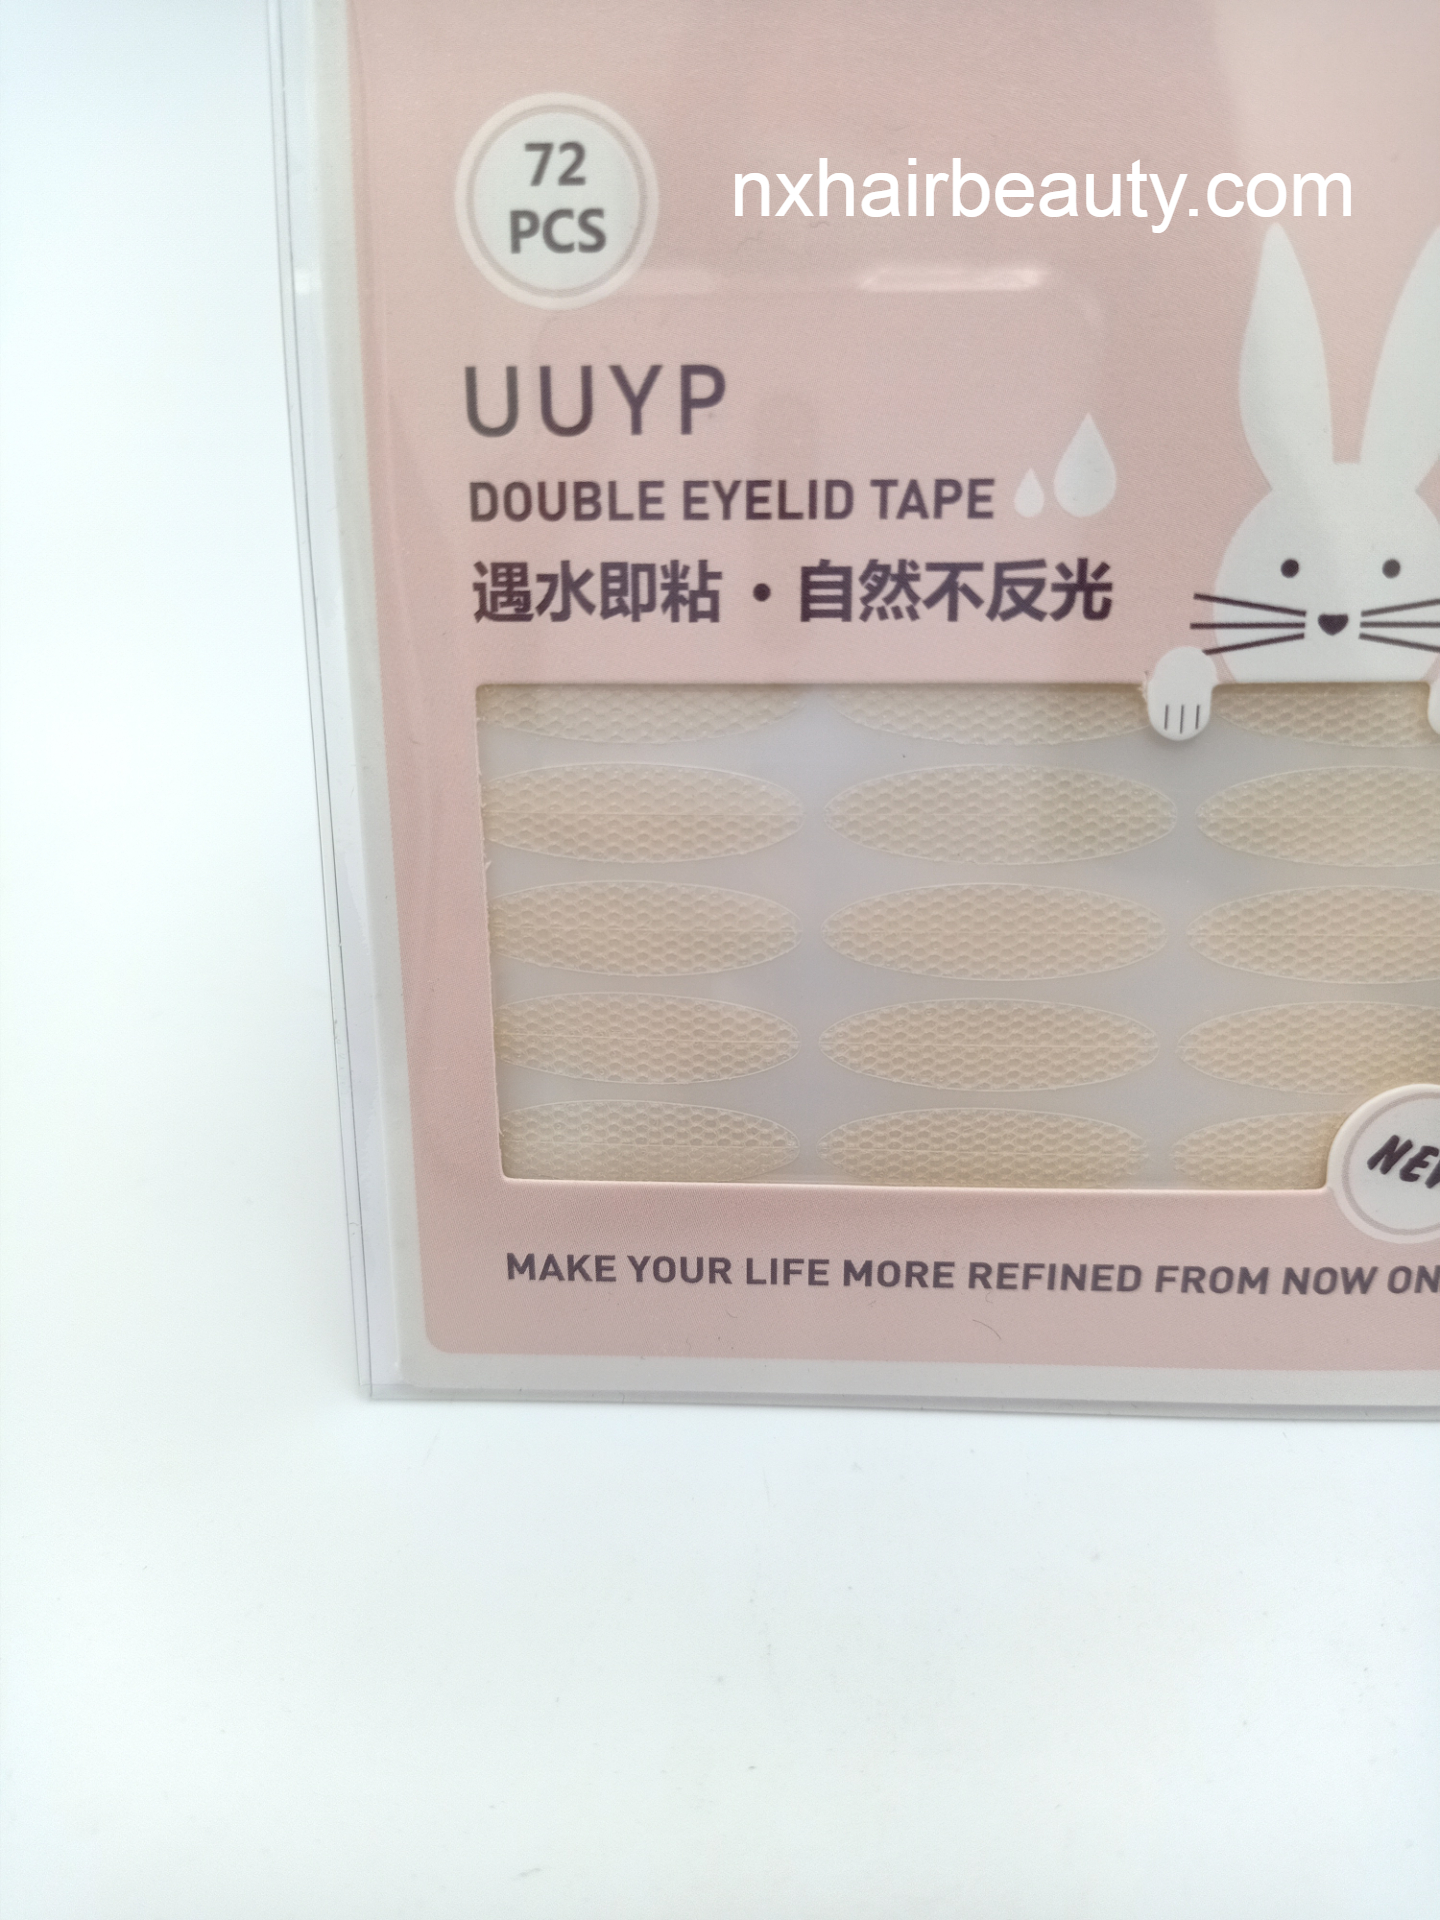 72
PCS
nxhairbeauty.com
UUYP
DOUBLE EYELID TAPE
遇水即粘·自然不反光
MAKE YOUR LIFE MORE REFINED FROM NOW ON